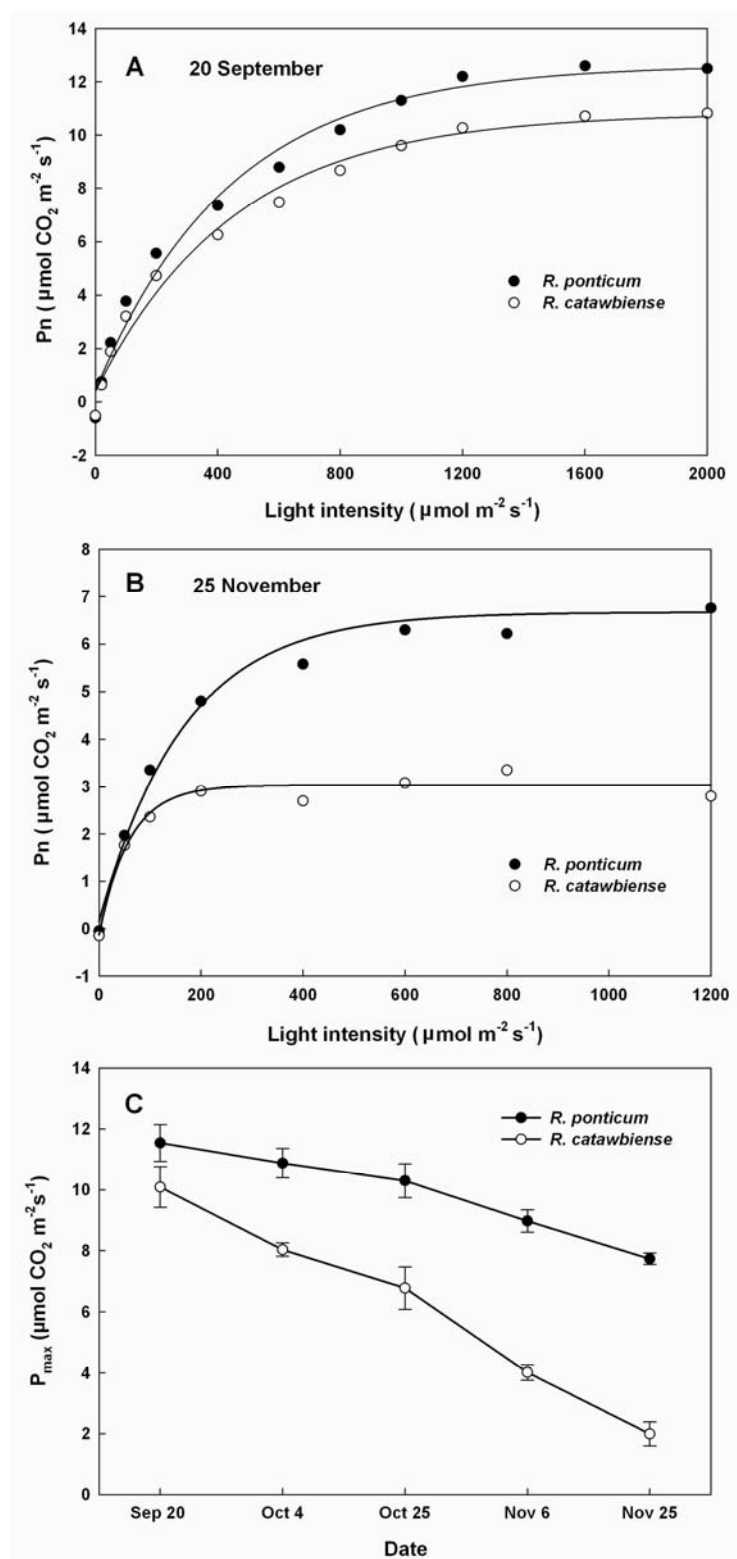 14
12
10
8
6
4
2
0
-2
A
20 September
Pn ( µmol CO2 m-2 s-1)
R. ponticum
R. catawbiense
0 400 800 1200 1600 2000
Light intensity ( µmol m-2 s-1)
8
7
6
5
4
3
2
1
0
-1
B
25 November
Pn ( µmol CO2 m-2 s-1)
R. ponticum
R. catawbiense
0 200 400 600 800 1000 1200
Light intensity ( µmol m-2 s-1)
14
12
10
8
6
4
2
0
C
Pmax (µmol CO2 m-2s-1)
R. ponticum
R. catawbiense
Sep 20 Oct 4 Oct 25 Nov 6 Nov 25
Date